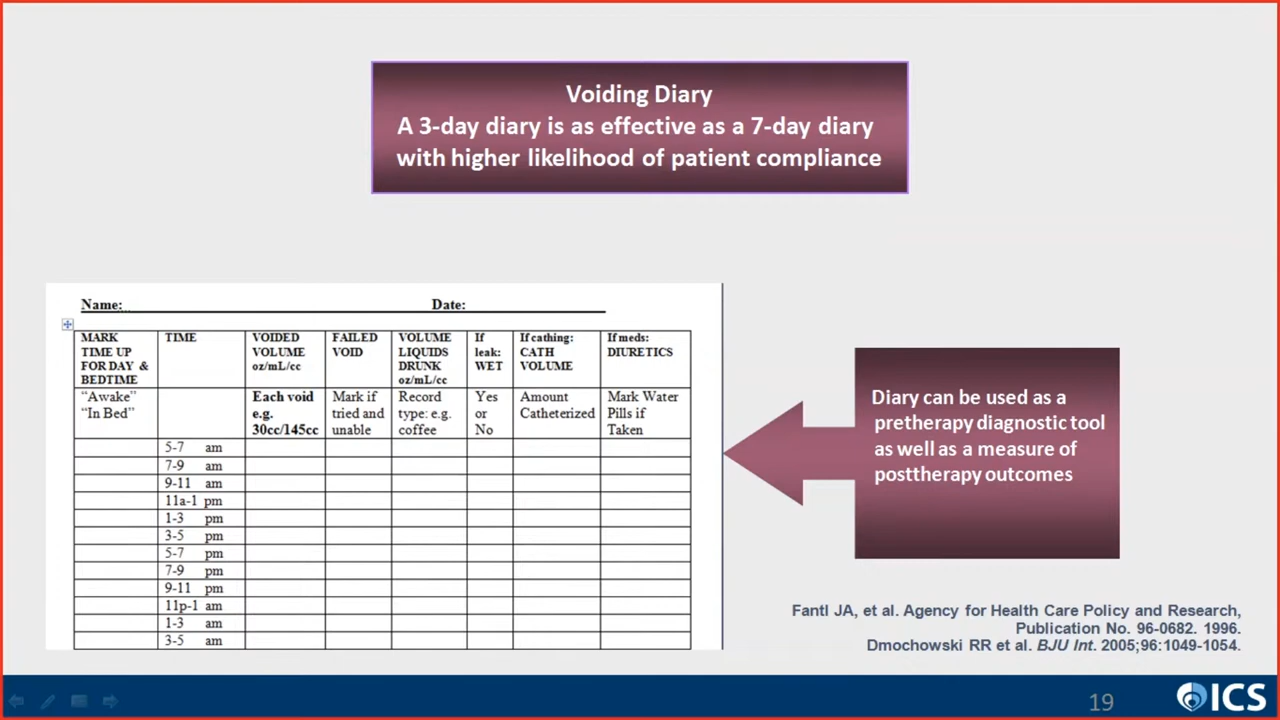 Voiding Diary
A 3-day diary is as effective as a 7-day diary
with higher likelihood of patient compliance
Name: Date:
MARK TIME UP FOR DAY & BEDTIME
TIME
VOIDED VOLUME oz/mL/cc
FAILED VOID
VOLUME LIQUIDS DRUNK oz/mL/cc
If leak: WET
If cathing: CATH VOLUME
If meds: DIURETICS
“Awake” “In Bed”
Each void e.g. 30cc/145cc
Mark if tried and unable
Record type: e.g. coffee
Yes or No
Amount Catheterized
Mark Water Pills if Taken
5-7 am
7-9 am
9-11 am
11a-1 pm
1-3 pm
3-5 pm
5-7 pm
7-9 pm
9-11 pm
11p-1 am
1-3 am
3-5 am
Diary can be used as a
pretherapy diagnostic tool
as well as a measure of
posttherapy outcomes
Fantl JA, et al. Agency for Health Care Policy and Research,
Publication No. 96-0682. 1996.
Dmochowski RR et al. BJU Int. 2005;96:1049-1054.
19
ICS